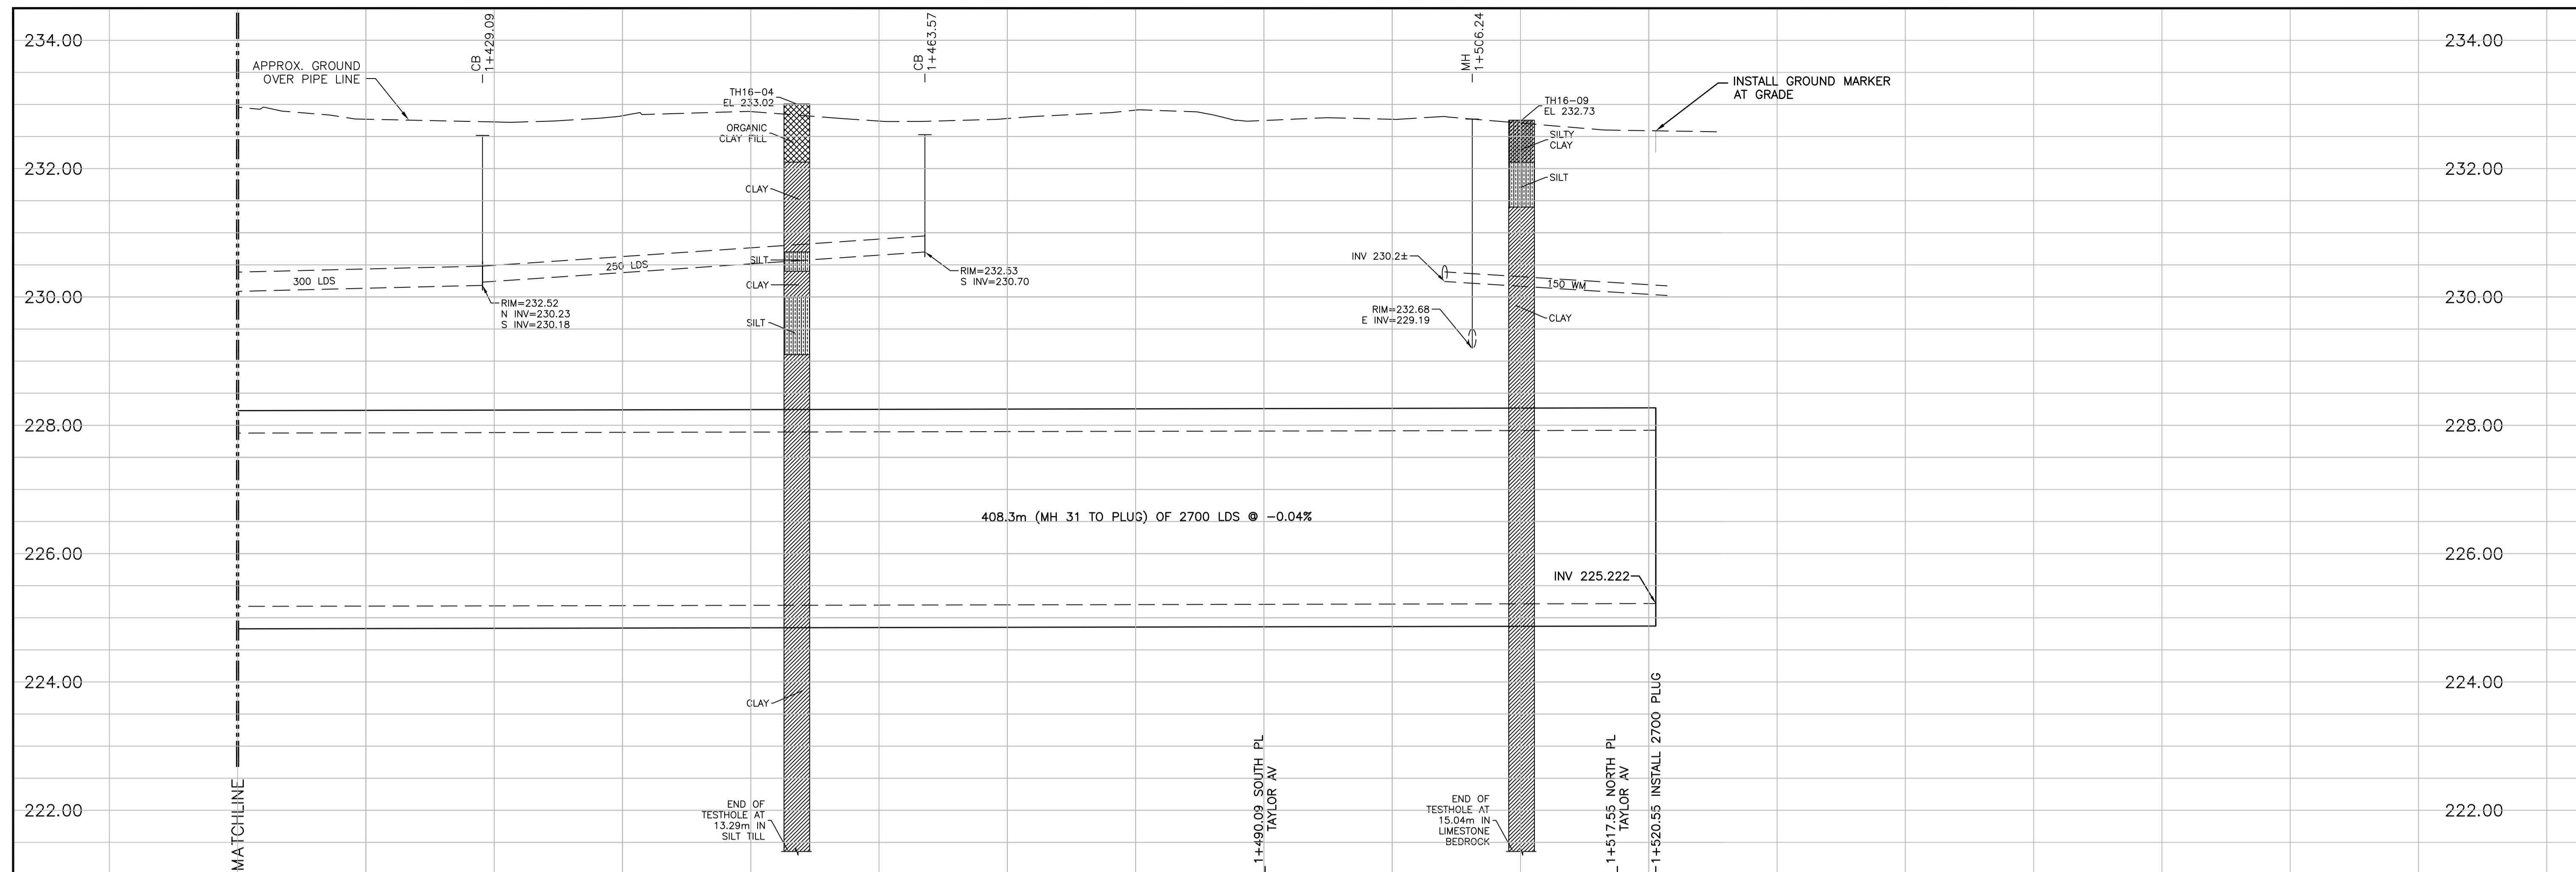 234.00
232.00
230.00
228.00
226.00
224.00
222.00
APPROX. GROUND
OVER PIPE LINE
CB
1+429.09
TH16-04
EL 233.02
ORGANIC
CLAY FILL
CLAY
SILT
CLAY
SILT
CLAY
END OF
TESTHOLE AT
13.29m IN
SILT TILL
300 LDS
250 LDS
RIM=232.52
N INV=230.23
S INV=230.18
CB
1+463.57
RIM=232.53
S INV=230.70
MH
1+506.24
INV 230.2±
RIM=232.68
E INV=229.19
TH16-09
EL 232.73
SILTY
CLAY
SILT
150 WM
CLAY
INSTALL GROUND MARKER
AT GRADE
408.3m (MH 31 TO PLUG) OF 2700 LDS @ -0.04%
INV 225.222
END OF
TESTHOLE AT
15.04m IN
LIMESTONE
BEDROCK
MATCHLINE
1+490.09 SOUTH PL
TAYLOR AV
1+517.55 NORTH PL
TAYLOR AV
1+520.55 INSTALL 2700 PLUG
234.00
232.00
230.00
228.00
226.00
224.00
222.00